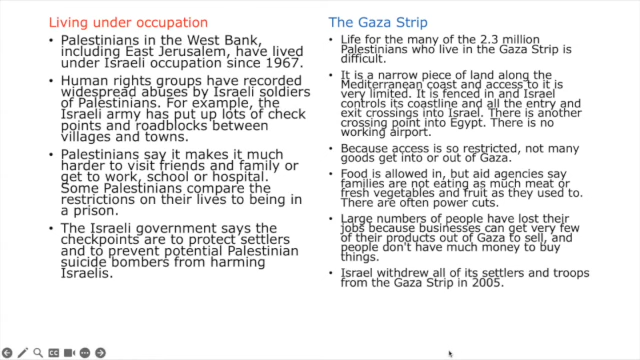 Living under occupation
• Palestinians in the West Bank,
including East Jerusalem, have lived
under Israeli occupation since 1967.
• Human rights groups have recorded
widespread abuses by Israeli soldiers
of Palestinians. For example, the
Israeli army has put up lots of check
points and roadblocks between
villages and towns.
• Palestinians say it makes it much
harder to visit friends and family or
get to work, school or hospital.
Some Palestinians compare the
restrictions on their lives to being in
a prison.
• The Israeli government says the
checkpoints are to protect settlers
and to prevent potential Palestinian
suicide bombers from harming
Israelis.
The Gaza Strip
• Life for the many of the 2.3 million
Palestinians who live in the Gaza Strip is
difficult.
• It is a narrow piece of land along the
Mediterranean coast and access to it is
very limited. It is fenced in and Israel
controls its coastline and all the entry and
exit crossings into Israel. There is another
crossing point into Egypt. There is no
working airport.
• Because access is so restricted, not many
goods get into or out of Gaza.
• Food is allowed in, but aid agencies say
families are not eating as much meat or
fresh vegetables and fruit as they used to.
There are often power cuts.
• Large numbers of people have lost their
jobs because businesses can get very few
of their products out of Gaza to sell, and
people don't have much money to buy
things.
• Israel withdrew all of its settlers and troops
from the Gaza Strip in 2005.